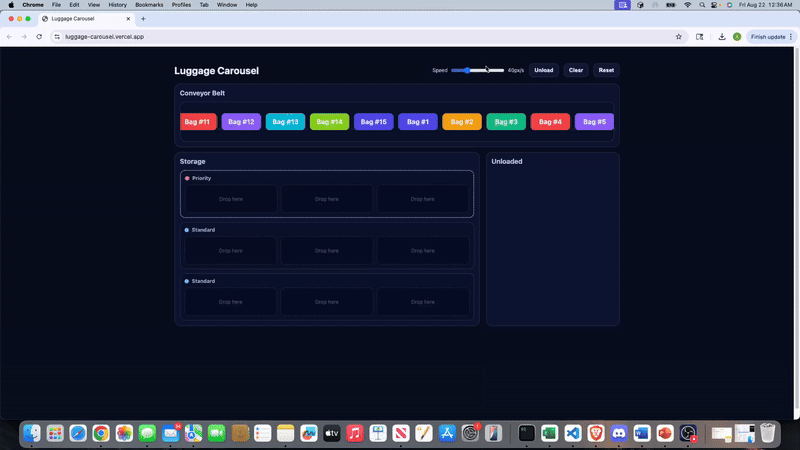 Chrome File Edit View History Bookmarks Profiles Tab Window Help
Fri Aug 22 12:36 AM
Luggage Carousel
luggage-carousel.vercel.app
Finish update
Luggage Carousel
Speed 40px/s Unload Clear Reset
Conveyor Belt
Bag #11 Bag #12 Bag #13 Bag #14 Bag #15 Bag #1 Bag #2 Bag #3 Bag #4 Bag #5
Storage
Unloaded
Priority
Drop here Drop here Drop here
Standard
Drop here Drop here Drop here
Standard
Drop here Drop here Drop here
tv